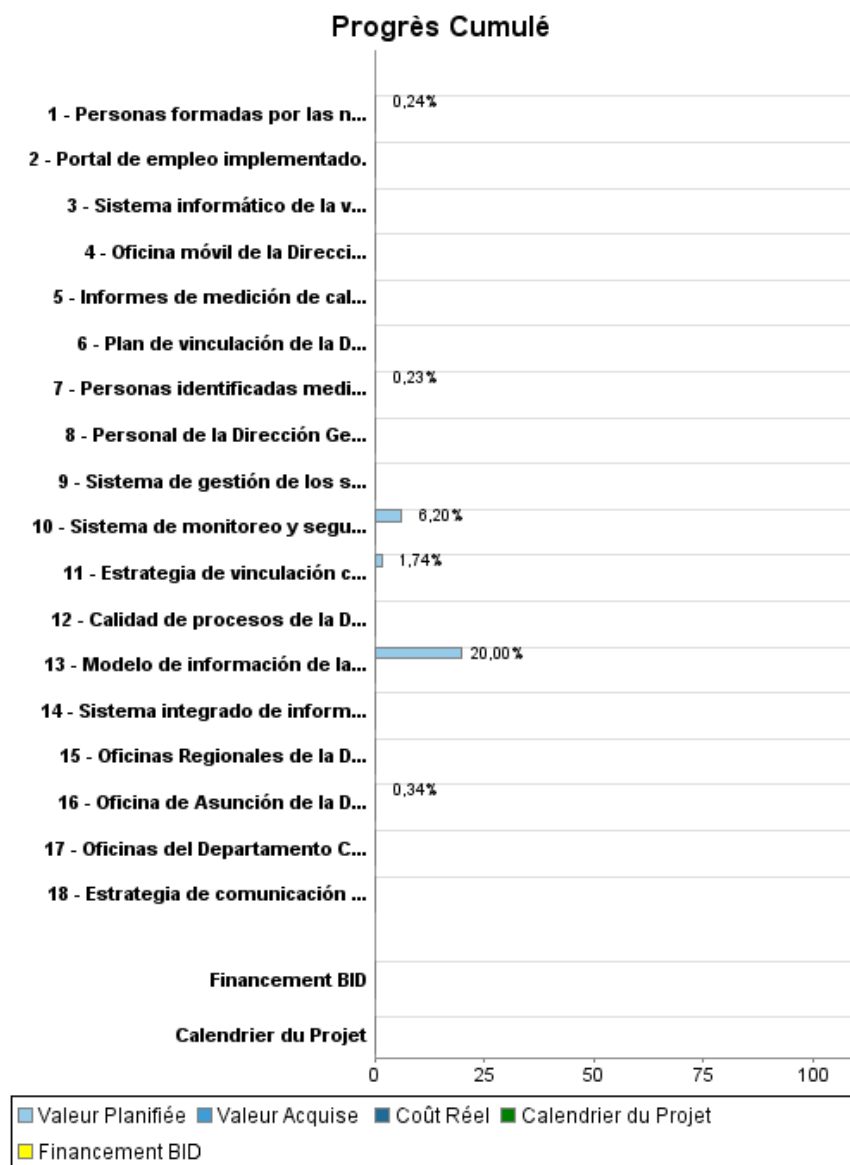 Progrès Cumulé
1 - Personas formadas por las n...
0,24%
2 - Portal de empleo implementado.
3 - Sistema informático de la v...
4 - Oficina móvil de la Direcci...
5 - Informes de medición de cal...
6 - Plan de vinculación de la D...
7 - Personas identificadas medi...
0,23%
8 - Personal de la Dirección Ge...
9 - Sistema de gestión de los s...
10 - Sistema de monitoreo y segu...
6,20%
11 - Estrategia de vinculación c...
1,74%
12 - Calidad de procesos de la D...
13 - Modelo de información de la...
20,00%
14 - Sistema integrado de inform...
15 - Oficinas Regionales de la D...
16 - Oficina de Asunción de la D...
0,34%
17 - Oficinas del Departamento C...
18 - Estrategia de comunicación ...
Financement BID
Calendrier du Projet
0 25 50 75 100
Valeur Planifiée Valeur Acquise Coût Réel Calendrier du Projet
Financement BID